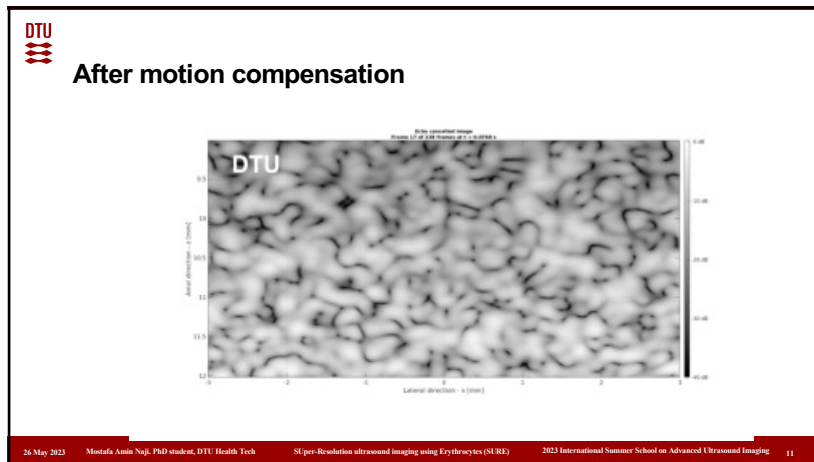 DTU
After motion compensation
Echo cancelled image
DTU
0 dB
9.5
-10 dB
10
10.5
-20 dB
11
-30 dB
11.5
12
-40 dB
-3
-2
-1
0
1
2
3
Axial direction - z [mm]
Lateral direction - x [mm]
26 May 2023
Mostafa Amin Naji. PhD student, DTU Health Tech
SUper-Resolution ultrasound imaging using Erythrocytes (SURE)
2023 International Summer School on Advanced Ultrasound Imaging
11